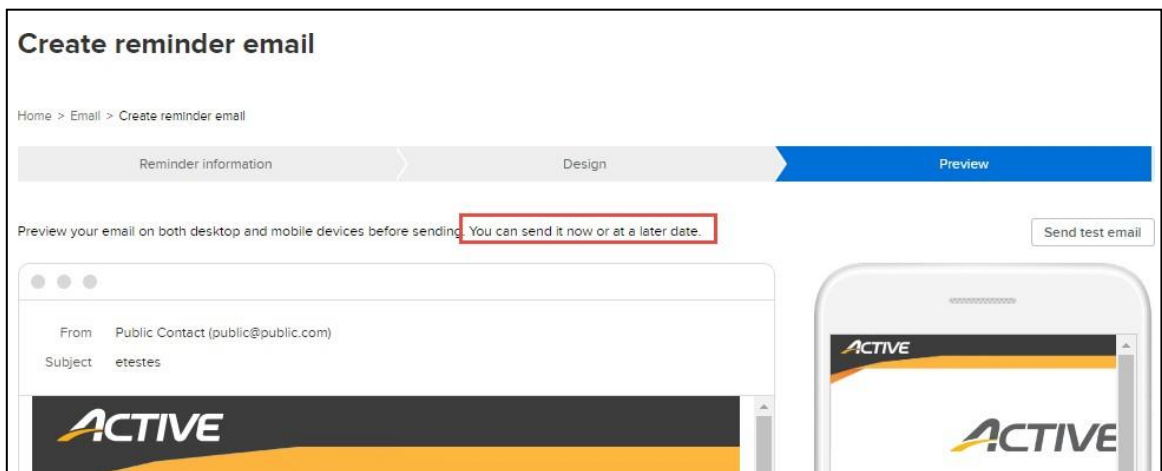 Create reminder email
Home > Email > Create reminder email
Reminder information
Design
Preview
Preview your email on both desktop and mobile devices before sending. You can send it now or at a later date.
Send test email
From Public Contact (public@public.com)
Subject etestes
ACTIVE
ACTIVE
ACTIVE